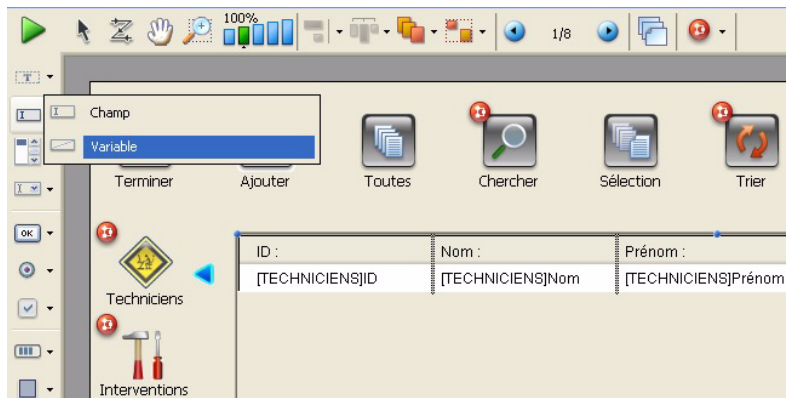 100%
1/8
Champ
Variable
Terminer
Ajouter
Toutes
Chercher
Sélection
Trier
OK
ID :
Nom :
Prénom :
[TECHNICIENS]ID
[TECHNICIENS]Nom
[TECHNICIENS]Prénom
Techniciens
Interventions